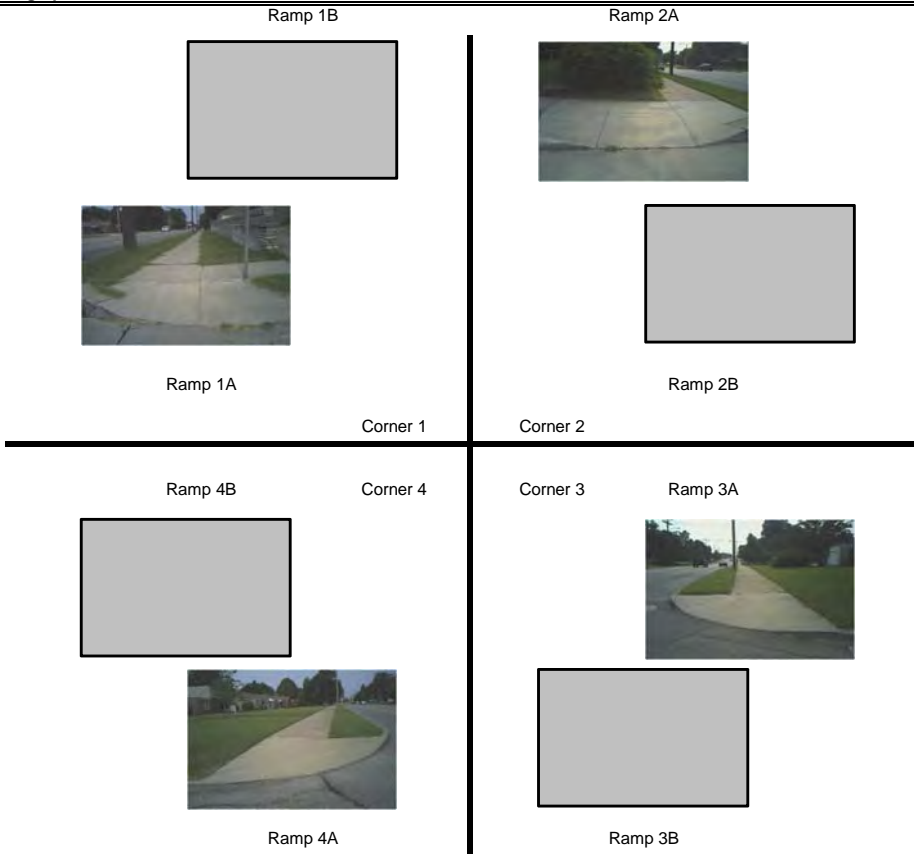 Ramp 1B
Ramp 2A
Ramp 1A
Ramp 2B
Corner 1
Corner 2
Ramp 4B
Corner 4
Corner 3
Ramp 3A
Ramp 4A
Ramp 3B